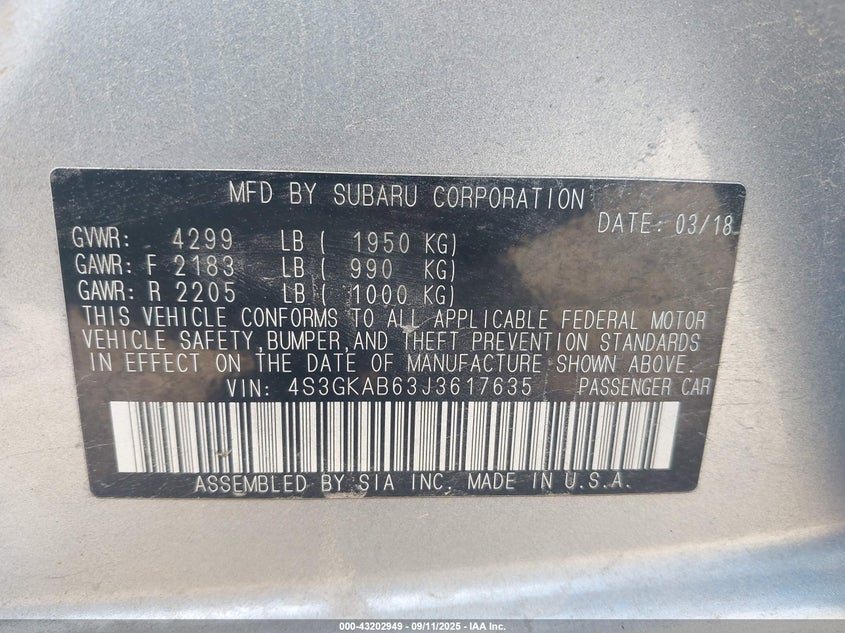 MFD BY SUBARU CORPORATION
DATE: 03/18
GVWR: 4299 LB ( 1950 KG)
GAWR: F 2183 LB ( 990 KG)
GAWR: R 2205 LB ( 1000 KG)
THIS VEHICLE CONFORMS TO ALL APPLICABLE FEDERAL MOTOR
VEHICLE SAFETY, BUMPER, AND THEFT PREVENTION STANDARDS
IN EFFECT ON THE DATE OF MANUFACTURE SHOWN ABOVE.
VIN: 4S3GKAB63J3617635 PASSENGER CAR
ASSEMBLED BY SIA INC. MADE IN U.S.A.
000-43202949 - 09/11/2025 - IAA Inc.